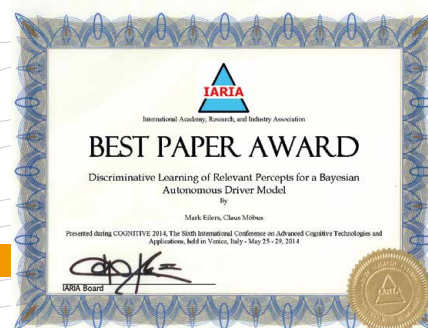 IARIA
International Academy, Research, and Industry Association
BEST PAPER AWARD
Discriminative Learning of Relevant Percepts for a Bayesian
Autonomous Driver Model
By
Mark Eilers, Claus Möbus
Presented during COGNITIVE 2014, The Sixth International Conference on Advanced Cognitive Technologies and
Applications, held in Venice, Italy - May 25 - 29, 2014
IARIA Board
IARIA